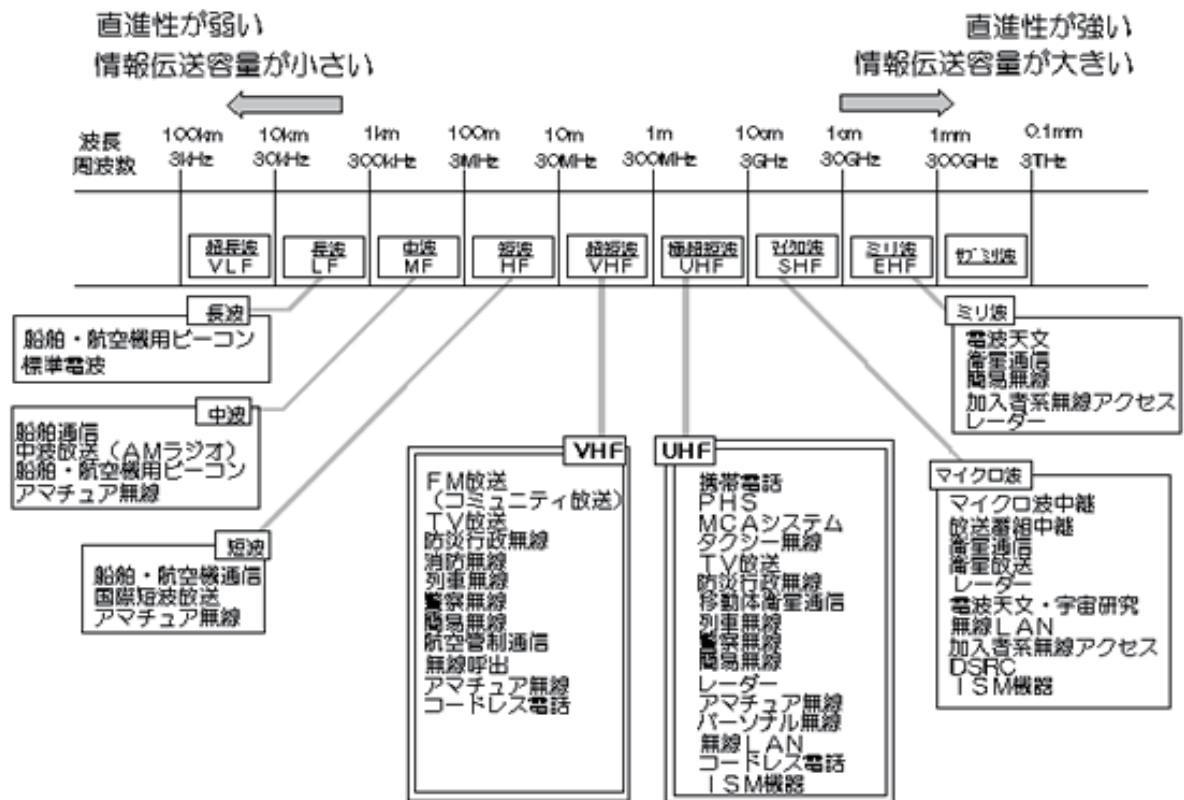 直進性が弱い
情報伝送容量が小さい
直進性が強い
情報伝送容量が大きい
波長 100km 10km 1km 100m 10m 1m 10cm 1cm 1mm 0.1mm
周波数 3kHz 30kHz 300kHz 3MHz 30MHz 300MHz 3GHz 30GHz 300GHz 3THz
超長波
VLF
長波
LF
中波
MF
短波
HF
超短波
VHF
極超短波
UHF
マイクロ波
SHF
ミリ波
EHF
サブミリ波
長波
船舶・航空機用ビーコン
標準電波
中波
船舶通信
中波放送(AMラジオ)
船舶・航空機用ビーコン
アマチュア無線
短波
船舶・航空機通信
国際短波放送
アマチュア無線
VHF
FM放送
(コミュニティ放送)
TV放送
防災行政無線
消防無線
列車無線
警察無線
簡易無線
航空管制通信
無線呼出
アマチュア無線
コードレス電話
UHF
携帯電話
PHS
MCAシステム
タクシー無線
TV放送
防災行政無線
移動体衛星通信
列車無線
警察無線
簡易無線
レーダー
アマチュア無線
パーソナル無線
無線LAN
コードレス電話
ISM機器
マイクロ波
マイクロ波中継
放送番組中継
衛星通信
衛星放送
レーダー
電波天文・宇宙研究
無線LAN
加入者系無線アクセス
DSRC
ISM機器
ミリ波
電波天文
衛星通信
簡易無線
加入者系無線アクセス
レーダー